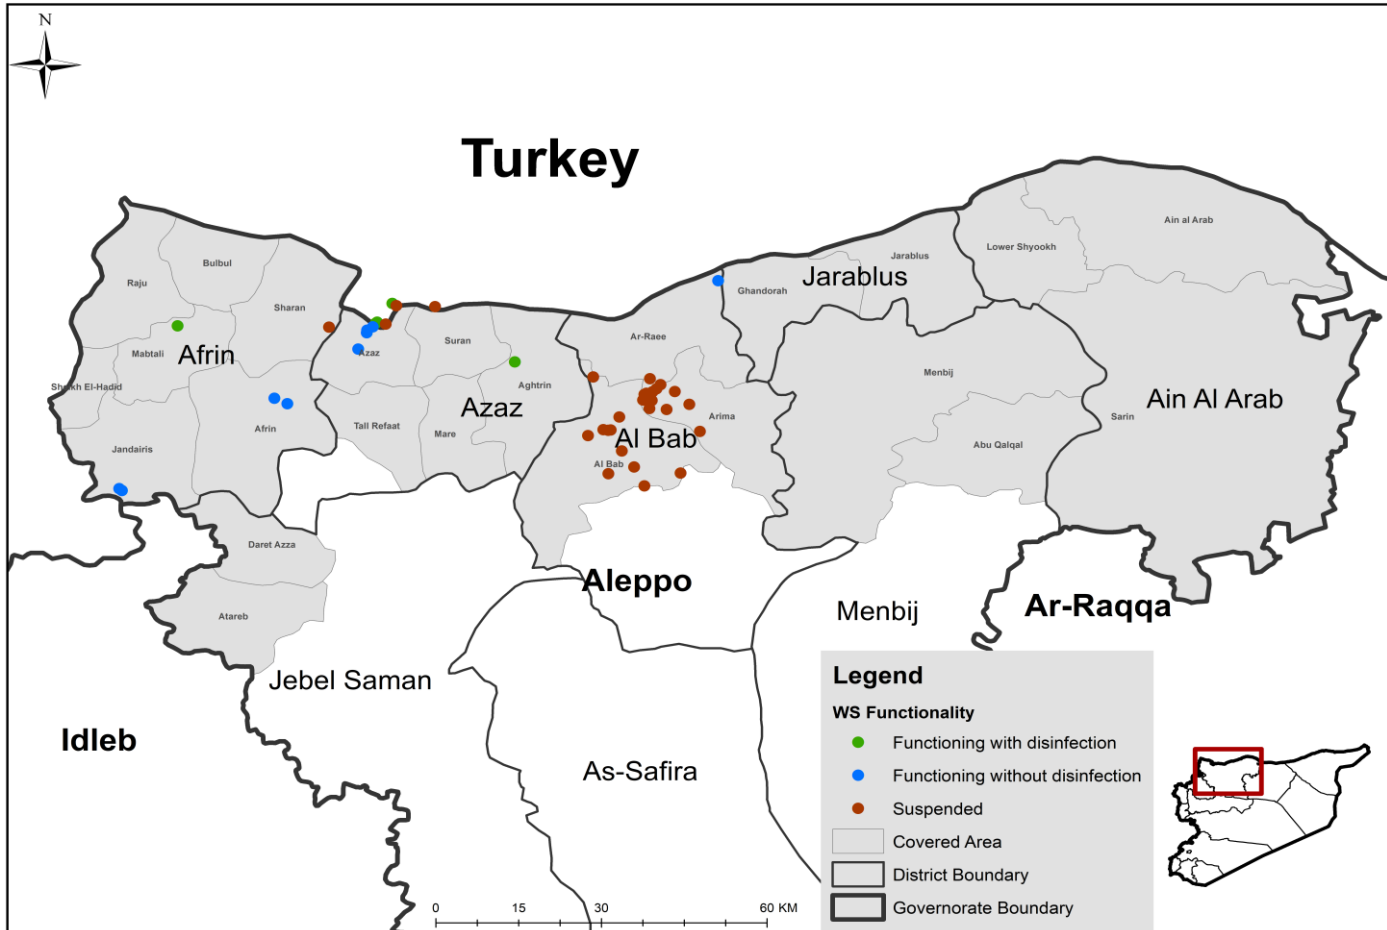 N
Turkey
Ain al Arab
Lower Shyookh
Jarablus
Bulbul
Jarablus
Raju
Ghandorah
Sharan
Ar-Raee
Suran
Azaz
Mabtali
Afrin
Menbij
Sheikh El-Hadid
Aghtrin
Ain Al Arab
Azaz
Arima
Sarin
Tall Refaat
Mare
Afrin
Al Bab
Abu Qalqal
Jandairis
Al Bab
Daret Azza
Aleppo
Ar-Raqqa
Menbij
Atareb
Jebel Saman
Idleb
As-Safira
Legend
WS Functionality
Functioning with disinfection
Functioning without disinfection
Suspended
Covered Area
District Boundary
Governorate Boundary
0 15 30 60 KM